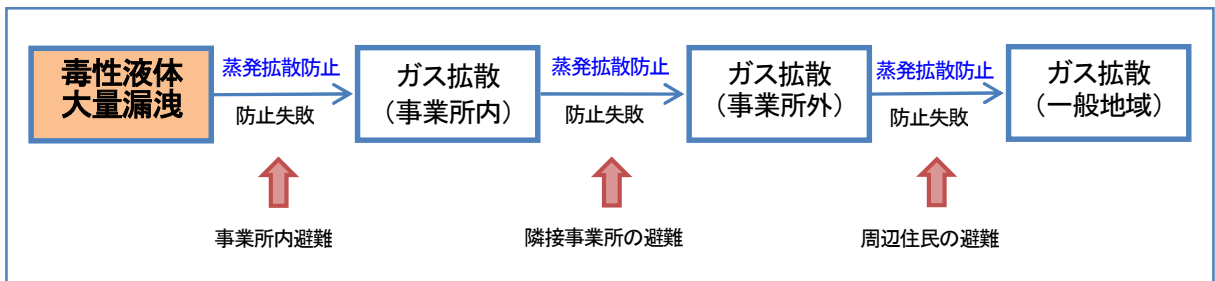 毒性液体
大量漏洩
蒸発拡散防止
防止失敗
ガス拡散
（事業所内）
蒸発拡散防止
防止失敗
ガス拡散
（事業所外）
蒸発拡散防止
防止失敗
ガス拡散
（一般地域）
事業所内避難
隣接事業所の避難
周辺住民の避難